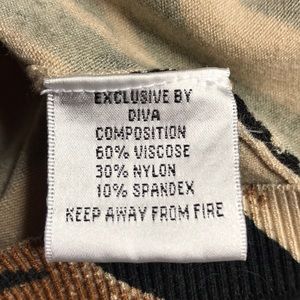 EXCLUSIVE BY
DIVA
COMPOSITION
60% VISCOSE
30% NYLON
10% SPANDEX
KEEP AWAY FROM FIRE